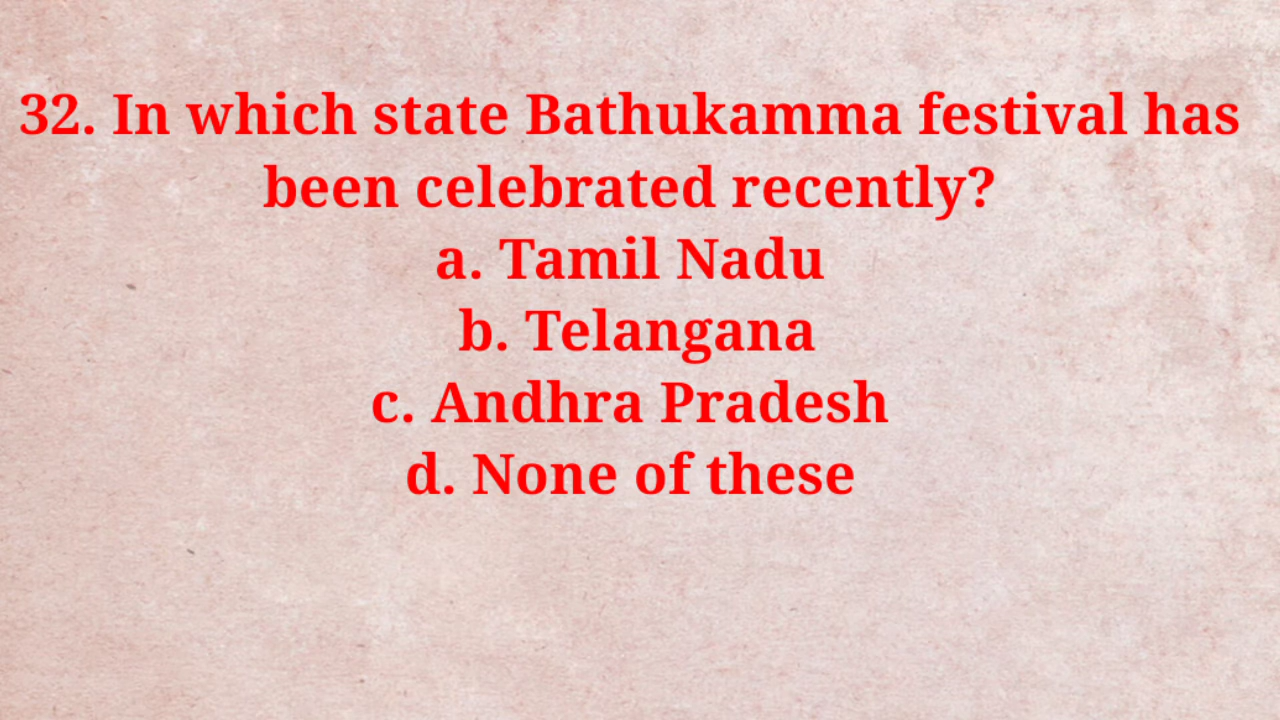 32. In which state Bathukamma festival has
been celebrated recently?
a. Tamil Nadu
b. Telangana
c. Andhra Pradesh
d. None of these